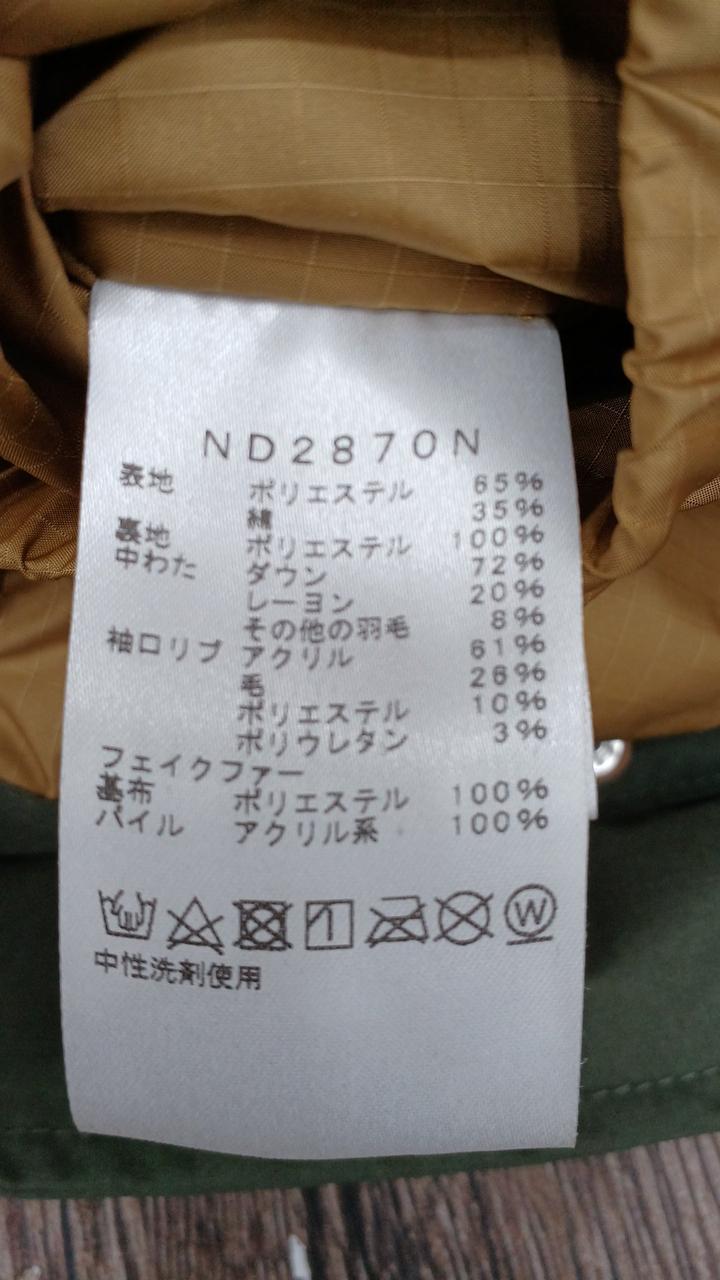 ND2870N
表地 ポリエステル 65%
綿 35%
裏地 ポリエステル 100%
中わた ダウン 72%
レーヨン 20%
その他の羽毛 8%
袖口リブ アクリル 61%
毛 26%
ポリエステル 10%
ポリウレタン 3%
フェイクファー
基布 ポリエステル 100%
パイル アクリル系 100%
W
中性洗剤使用